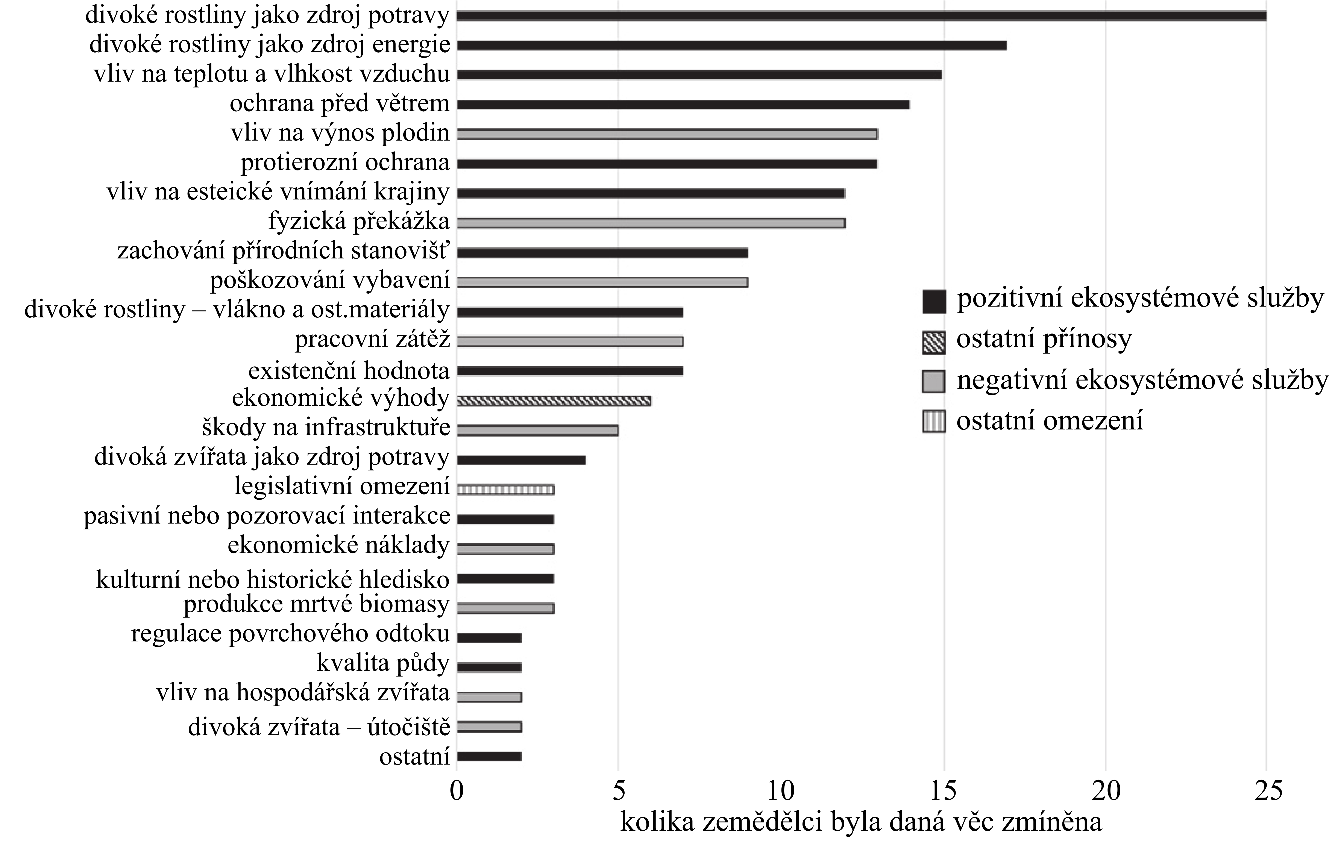 divoké rostliny jako zdroj potravy
divoké rostliny jako zdroj energie
vliv na teplotu a vlhkost vzduchu
ochrana před větrem
vliv na výnos plodin
protierozní ochrana
vliv na esteické vnímání krajiny
fyzická překážka
zachování přírodních stanovišť
poškozování vybavení
divoké rostliny – vlákno a ost.materiály
pracovní zátěž
existenční hodnota
ekonomické výhody
škody na infrastruktuře
divoká zvířata jako zdroj potravy
legislativní omezení
pasivní nebo pozorovací interakce
ekonomické náklady
kulturní nebo historické hledisko
produkce mrtvé biomasy
regulace povrchového odtoku
kvalita půdy
vliv na hospodářská zvířata
divoká zvířata – útočiště
ostatní
pozitivní ekosystémové služby
ostatní přínosy
negativní ekosystémové služby
ostatní omezení
0 5 10 15 20 25
kolika zemědělci byla daná věc zmíněna